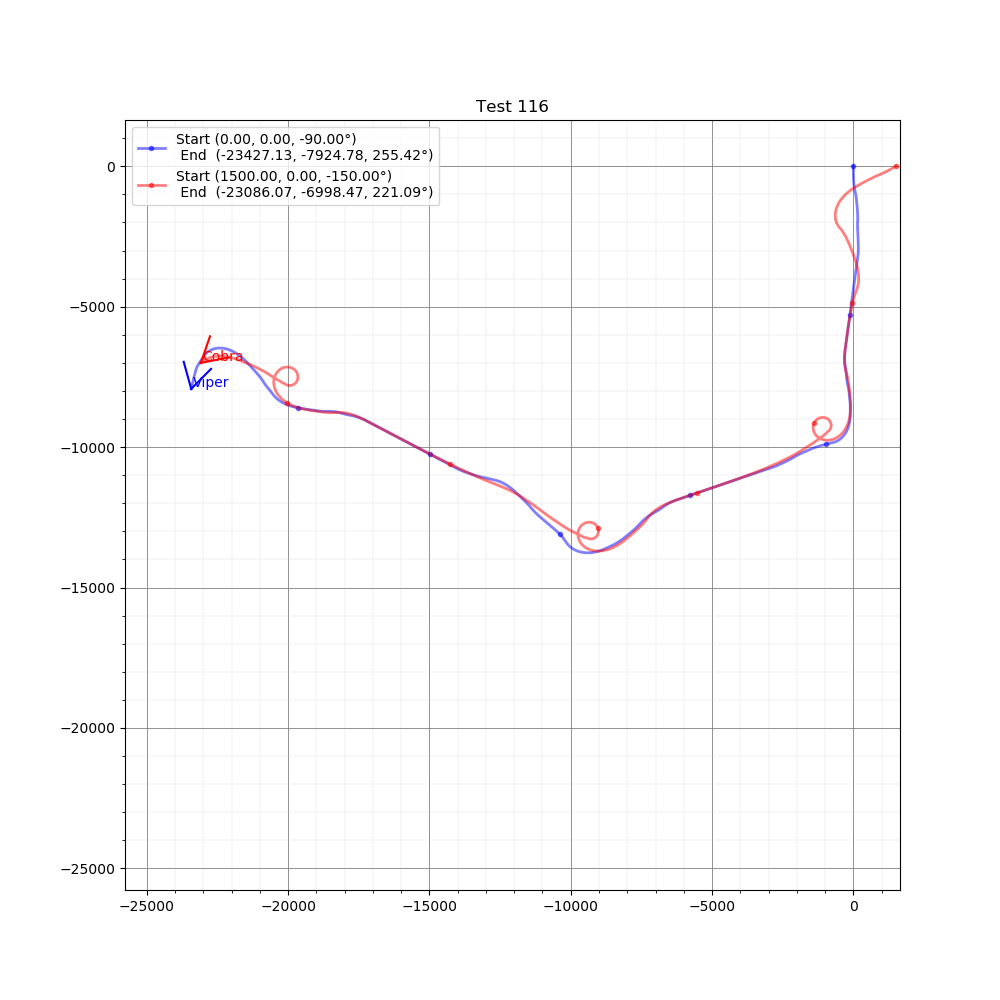 Test 116
Start (0.00, 0.00, -90.00°)
End (-23427.13, -7924.78, 255.42°)
Start (1500.00, 0.00, -150.00°)
End (-23086.07, -6998.47, 221.09°)
0
−5000
−10000
−15000
−20000
−25000
Cobra
Viper
−25000 −20000 −15000 −10000 −5000 0